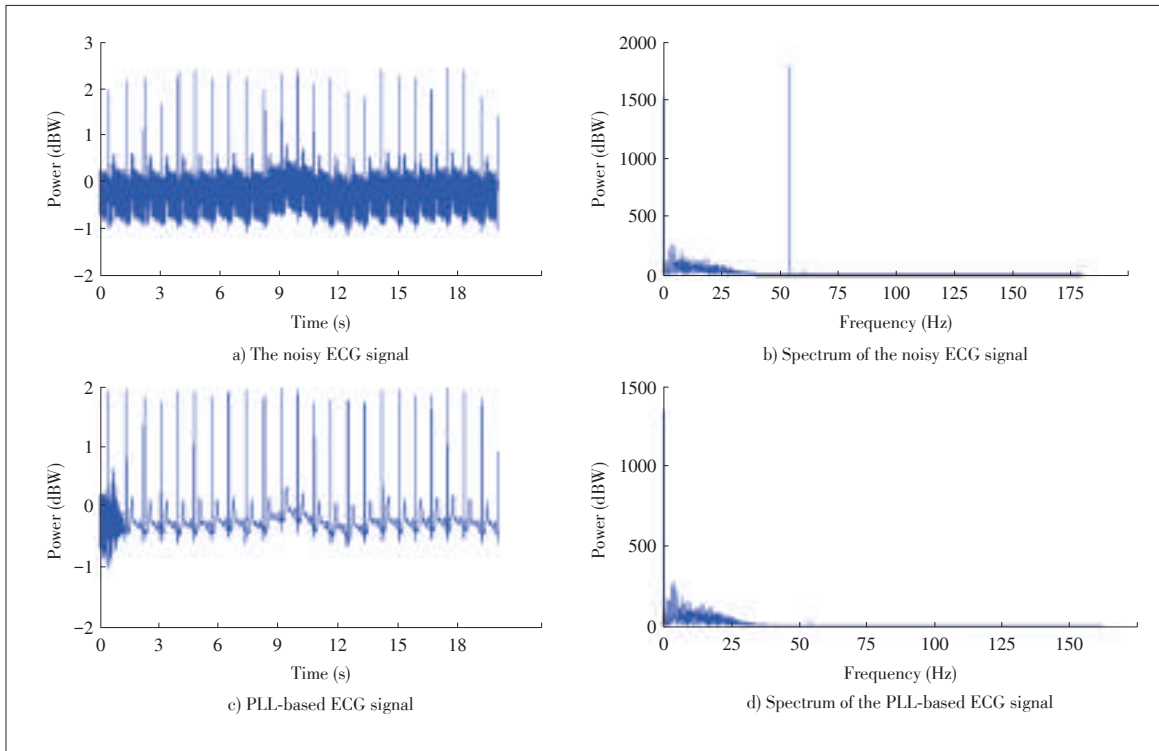 3
2
1
0
−1
−2
Power (dBW)
0 3 6 9 12 15 18
Time (s)
a) The noisy ECG signal
2000
1500
1000
500
0
Power (dBW)
0 25 50 75 100 125 150 175
Frequency (Hz)
b) Spectrum of the noisy ECG signal
2
1
0
−1
−2
Power (dBW)
0 3 6 9 12 15 18
Time (s)
c) PLL-based ECG signal
1500
1000
500
0
Power (dBW)
0 25 50 75 100 125 150
Frequency (Hz)
d) Spectrum of the PLL-based ECG signal